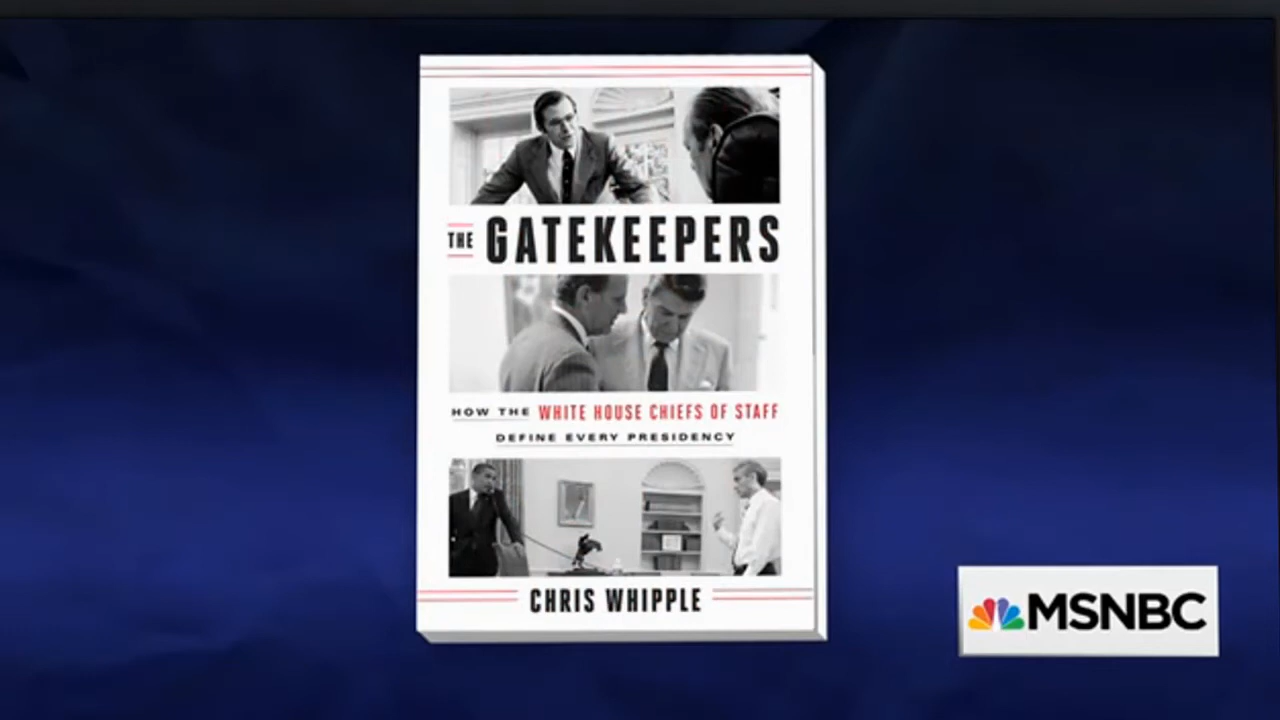 THE GATEKEEPERS
HOW THE WHITE HOUSE CHIEFS OF STAFF
DEFINE EVERY PRESIDENCY
CHRIS WHIPPLE
MSNBC